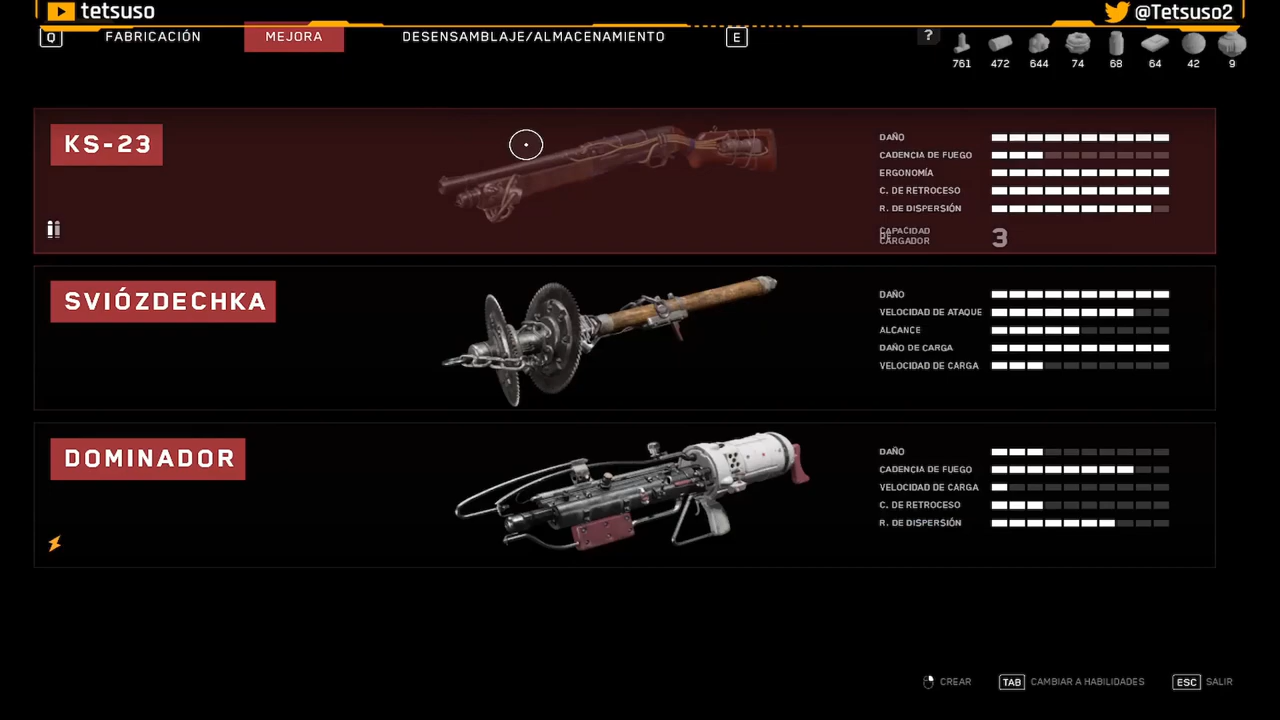 tetsuso
@Tetsuso2
Q FABRICACIÓN MEJORA DESENSAMBLAJE/ALMACENAMIENTO E ?
761 472 644 74 68 64 42 9
KS-23
DAÑO
CADENCIA DE FUEGO
ERGONOMÍA
C. DE RETROCESO
R. DE DISPERSIÓN
CAPACIDAD
DE
CARGADOR
3
SVIÓZDECHKA
DAÑO
VELOCIDAD DE ATAQUE
ALCANCE
DAÑO DE CARGA
VELOCIDAD DE CARGA
DOMINADOR
DAÑO
CADENCIA DE FUEGO
VELOCIDAD DE CARGA
C. DE RETROCESO
R. DE DISPERSIÓN
CREAR TAB CAMBIAR A HABILIDADES ESC SALIR